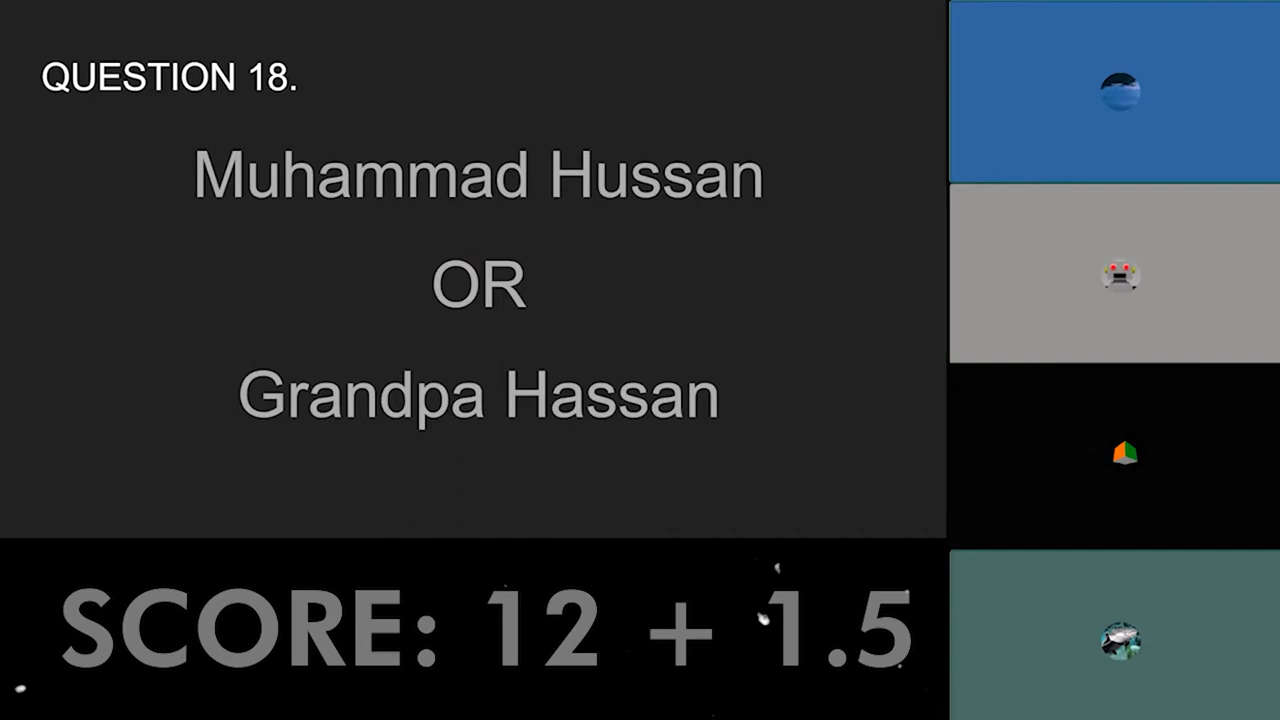 QUESTION 18.
Muhammad Hussan
OR
Grandpa Hassan
SCORE: 12 + 1.5